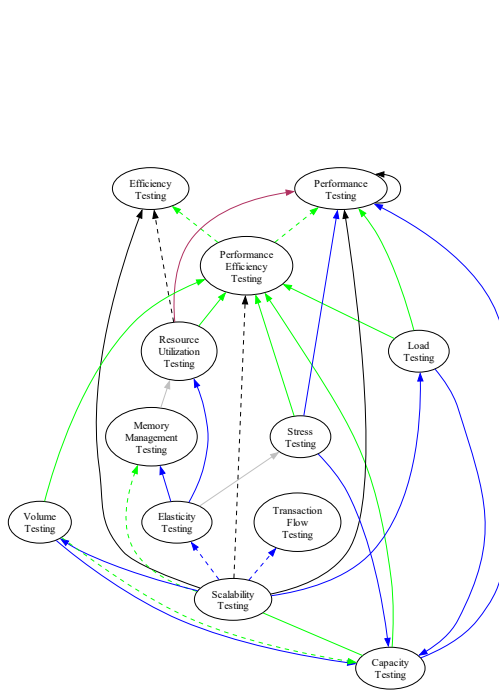 Efficiency
Testing
Performance
Testing
Performance
Efficiency
Testing
Resource
Utilization
Testing
Load
Testing
Memory
Management
Testing
Stress
Testing
Volume
Testing
Elasticity
Testing
Transaction
Flow
Testing
Scalability
Testing
Capacity
Testing